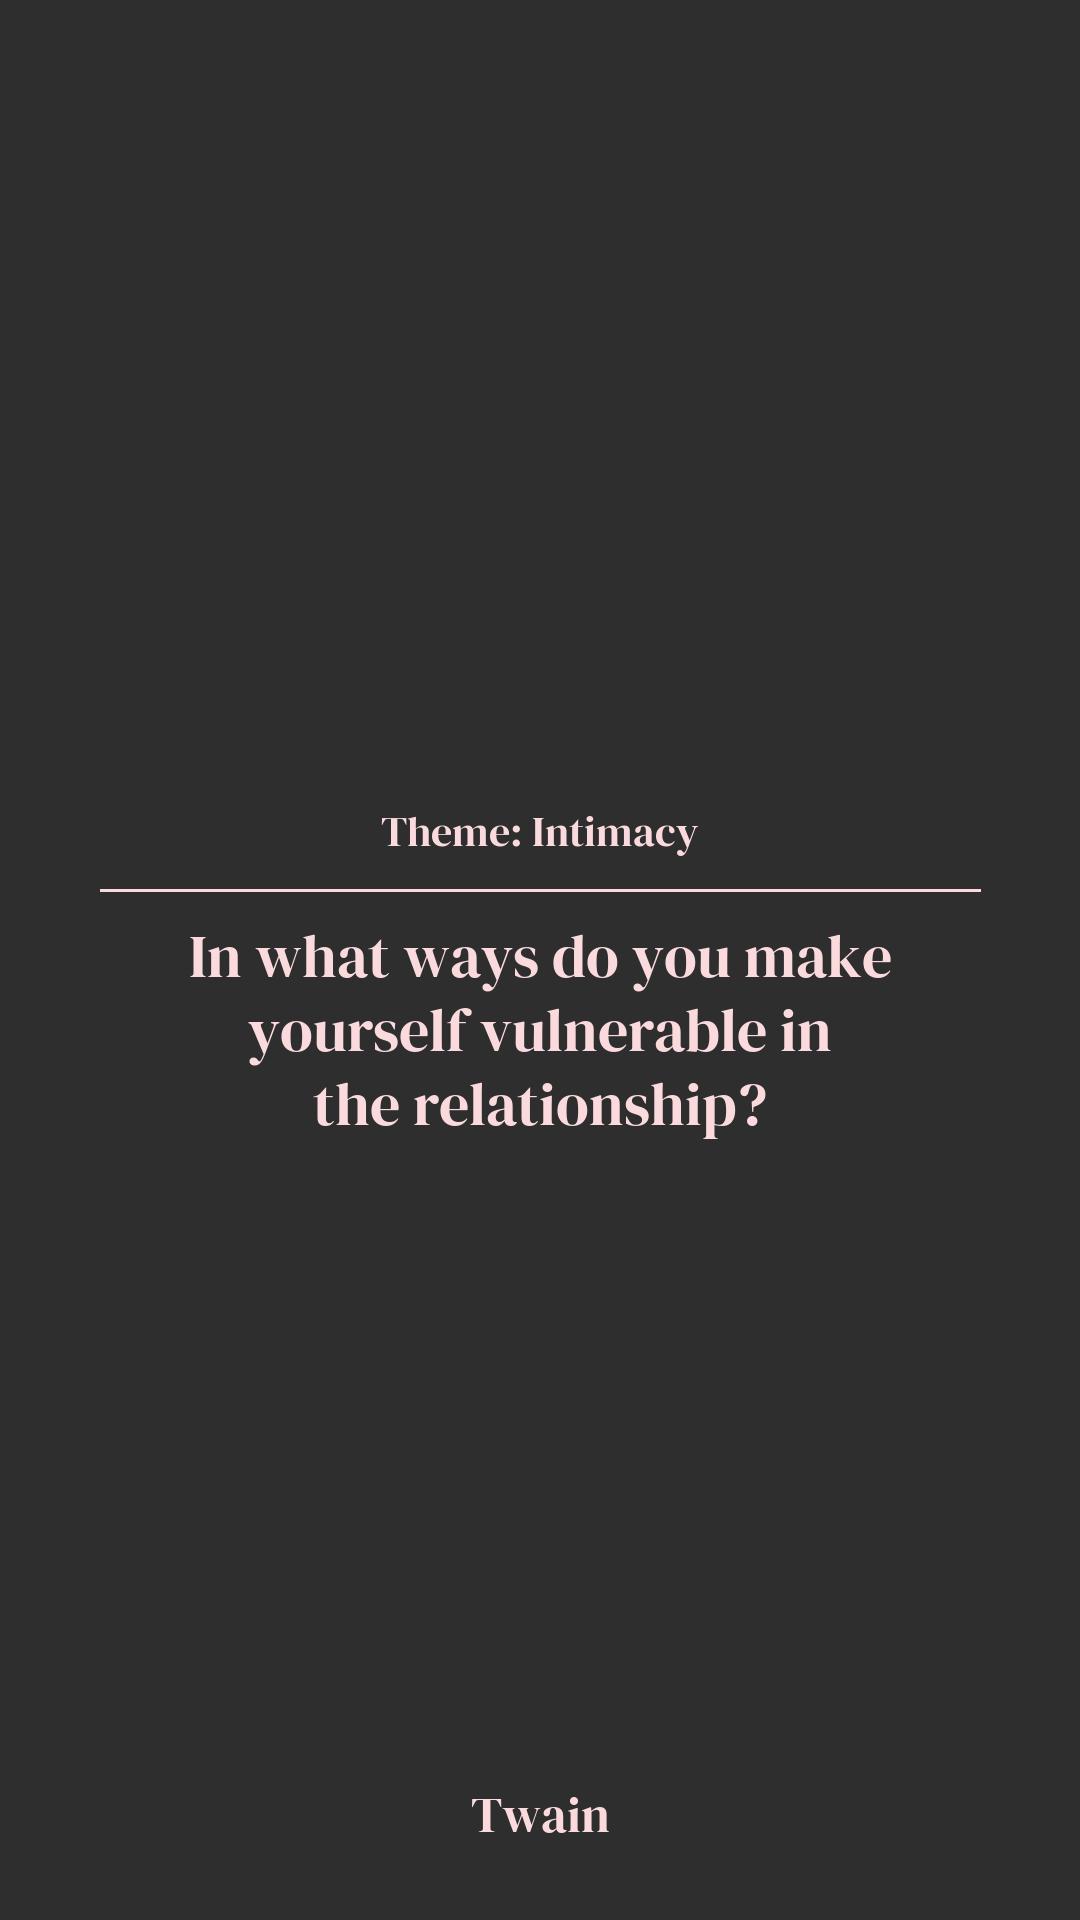 Theme: Intimacy
In what ways do you make
yourself vulnerable in
the relationship?
Twain